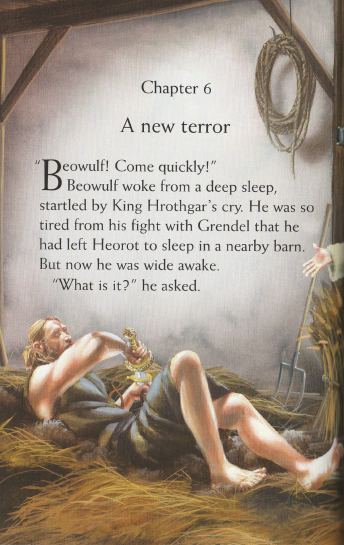 Chapter 6
A new terror
"Beowulf! Come quickly!"
Beowulf woke from a deep sleep,
startled by King Hrothgar's cry. He was so
tired from his fight with Grendel that he
had left Heorot to sleep in a nearby barn.
But now he was wide awake.
"What is it?" he asked.